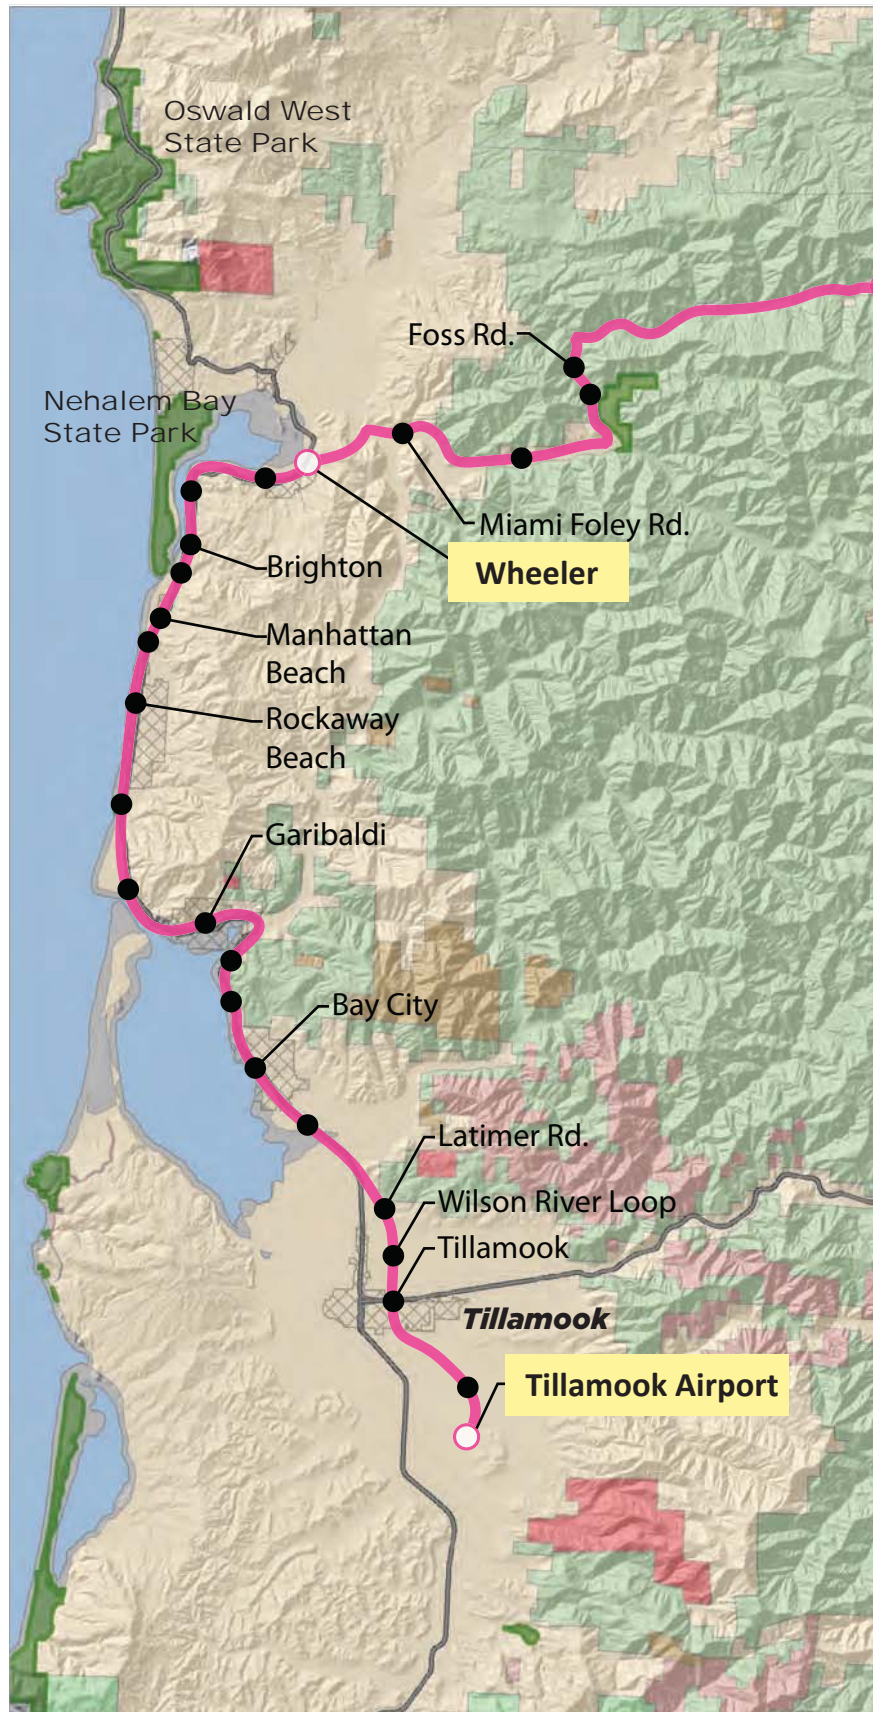 Oswald West
State Park
Foss Rd.
Nehalem Bay
State Park
Miami Foley Rd.
Wheeler
Brighton
Manhattan
Beach
Rockaway
Beach
Garibaldi
Bay City
Latimer Rd.
Wilson River Loop
Tillamook
Tillamook
Tillamook Airport